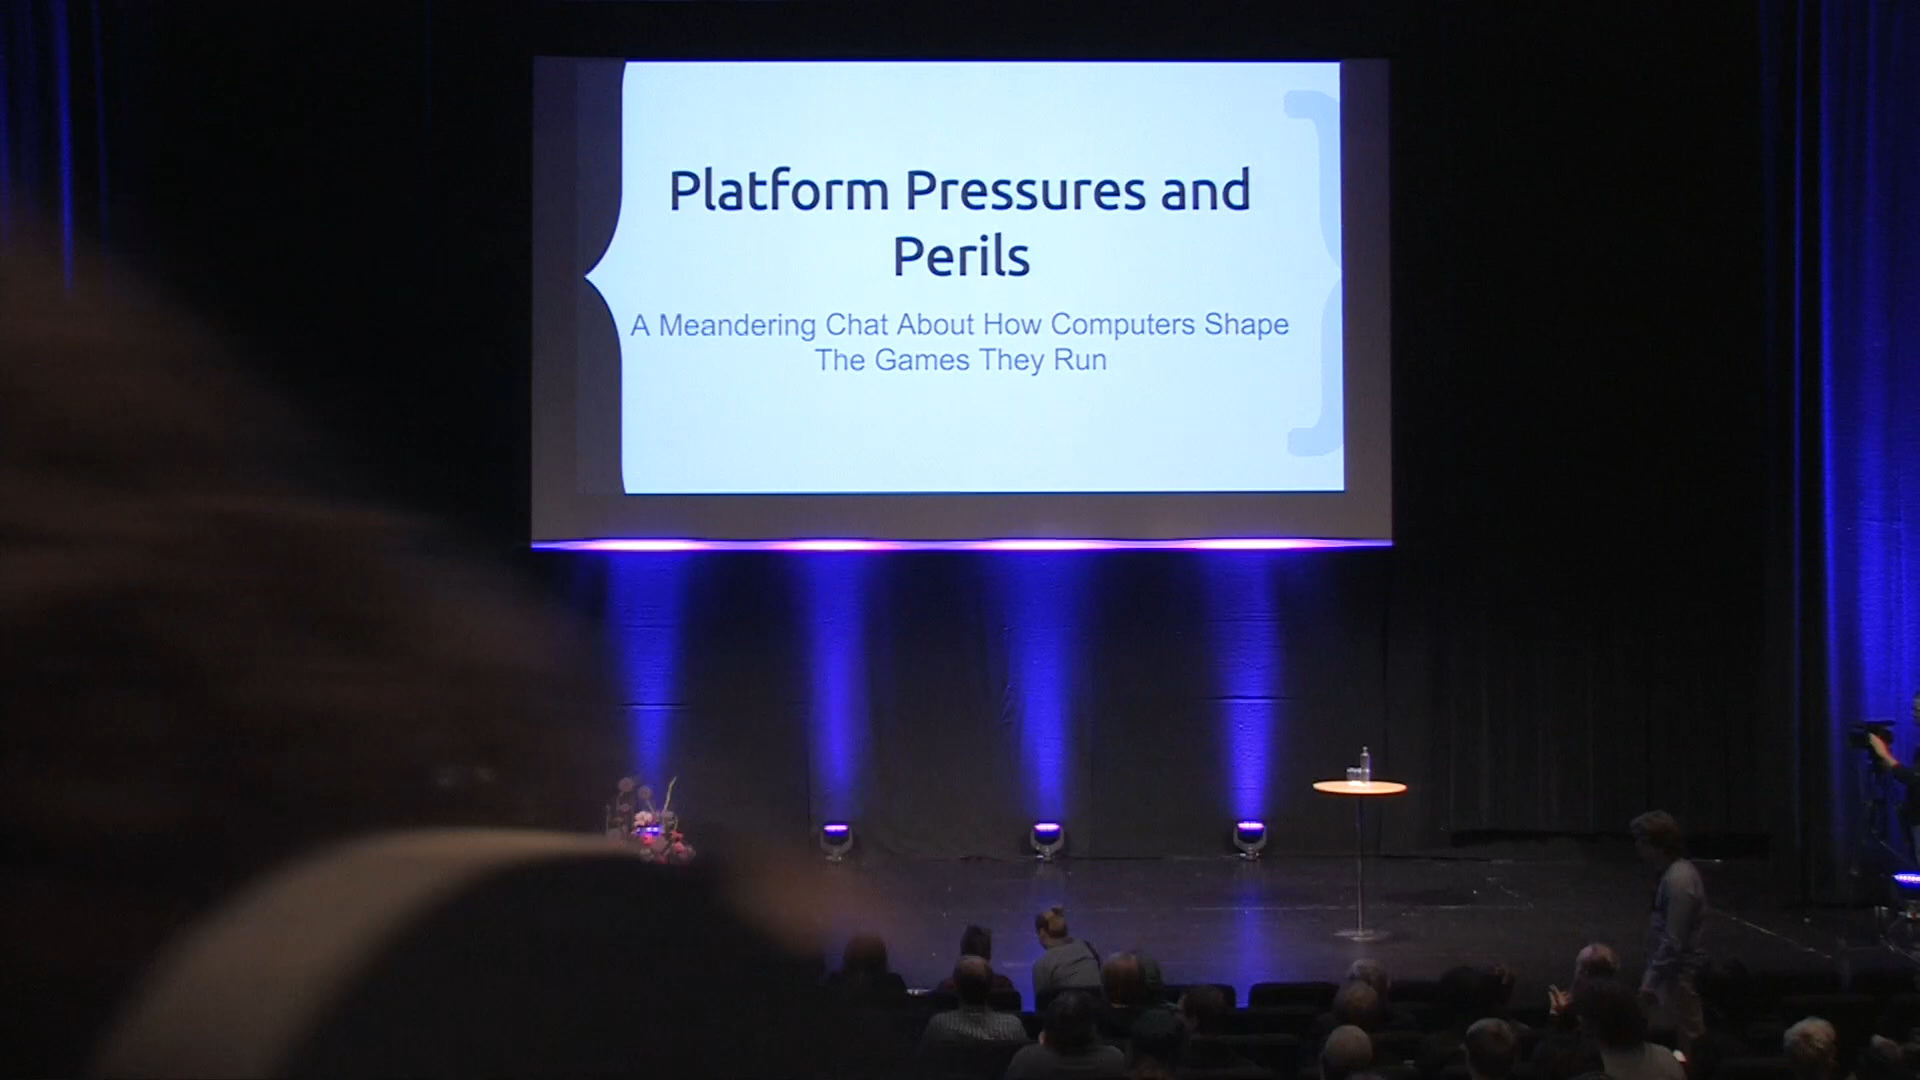 Platform Pressures and
Perils
A Meandering Chat About How Computers Shape
The Games They Run